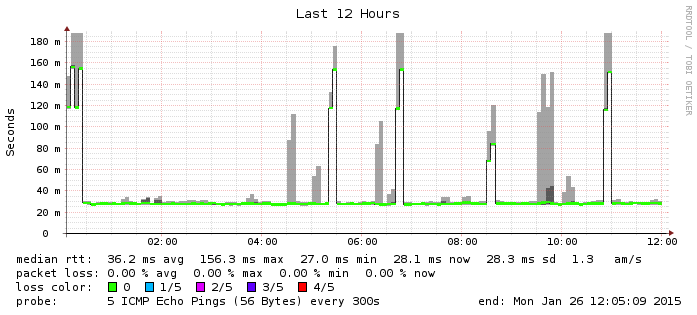 Last 12 Hours
RRDTOOL / TOBI OETIKER
Seconds
180 m
160 m
140 m
120 m
100 m
80 m
60 m
40 m
20 m
0
02:00 04:00 06:00 08:00 10:00 12:00
median rtt: 36.2 ms avg 156.3 ms max 27.0 ms min 28.1 ms now 28.3 ms sd 1.3 am/s
packet loss: 0.00 % avg 0.00 % max 0.00 % min 0.00 % now
loss color: 0 1/5 2/5 3/5 4/5
probe: 5 ICMP Echo Pings (56 Bytes) every 300s end: Mon Jan 26 12:05:09 2015